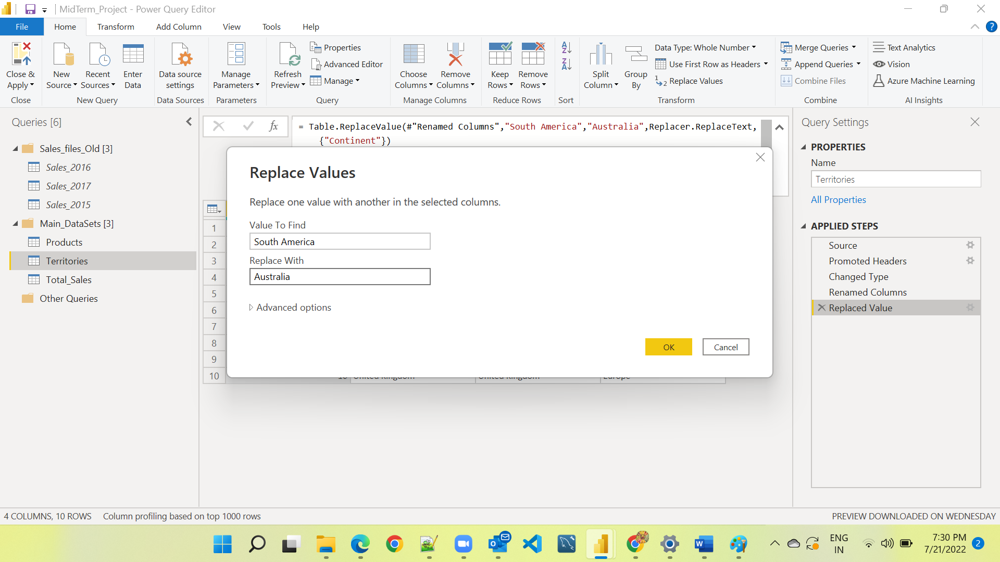 MidTerm_Project - Power Query Editor
File Home Transform Add Column View Tools Help
Close & Apply
New Source
Recent Sources
Enter Data
Data source settings
Manage Parameters
Refresh Preview
Properties
Advanced Editor
Manage
Choose Columns
Remove Columns
Keep Rows
Remove Rows
Split Column
Group By
Data Type: Whole Number
Use First Row as Headers
Replace Values
Merge Queries
Append Queries
Combine Files
Text Analytics
Vision
Azure Machine Learning
Close New Query Data Sources Parameters Query Manage Columns Reduce Rows Sort Transform Combine AI Insights
Queries [6]
Sales_files_Old [3]
Sales_2016
Sales_2017
Sales_2015
Main_DataSets [3]
Products
Territories
Total_Sales
Other Queries
fx
= Table.ReplaceValue(#"Renamed Columns","South America","Australia",Replacer.ReplaceText,
{"Continent"})
1
2
3
4
5
6
7
8
9
10
Replace Values
Replace one value with another in the selected columns.
Value To Find
South America
Replace With
Australia
Advanced options
OK Cancel
10 United Kingdom United Kingdom Europe
Query Settings
PROPERTIES
Name
Territories
All Properties
APPLIED STEPS
Source
Promoted Headers
Changed Type
Renamed Columns
Replaced Value
4 COLUMNS, 10 ROWS Column profiling based on top 1000 rows
PREVIEW DOWNLOADED ON WEDNESDAY
ENG
IN
7:30 PM
7/21/2022
2